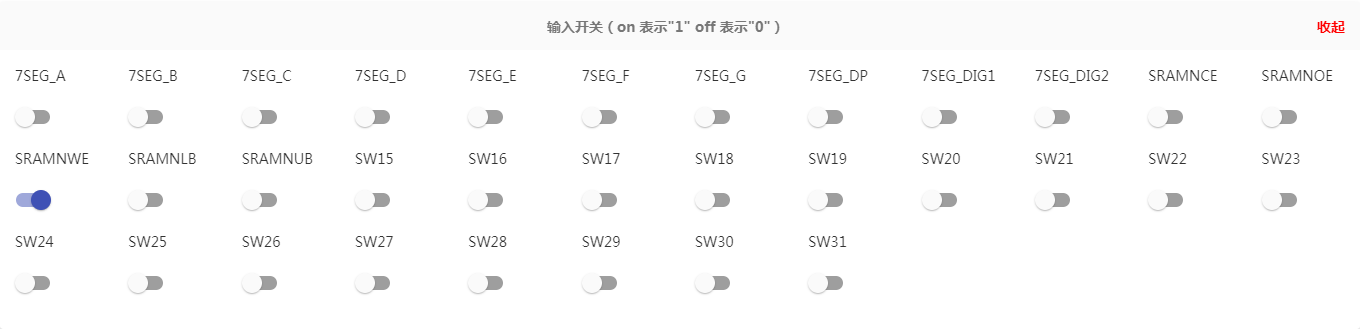 输入开关 ( on 表示"1" off 表示"0" ) 收起
7SEG_A 7SEG_B 7SEG_C 7SEG_D 7SEG_E 7SEG_F 7SEG_G 7SEG_DP 7SEG_DIG1 7SEG_DIG2 SRAMNCE SRAMNOE
SRAMNWE SRAMNLB SRAMNUB SW15 SW16 SW17 SW18 SW19 SW20 SW21 SW22 SW23
SW24 SW25 SW26 SW27 SW28 SW29 SW30 SW31